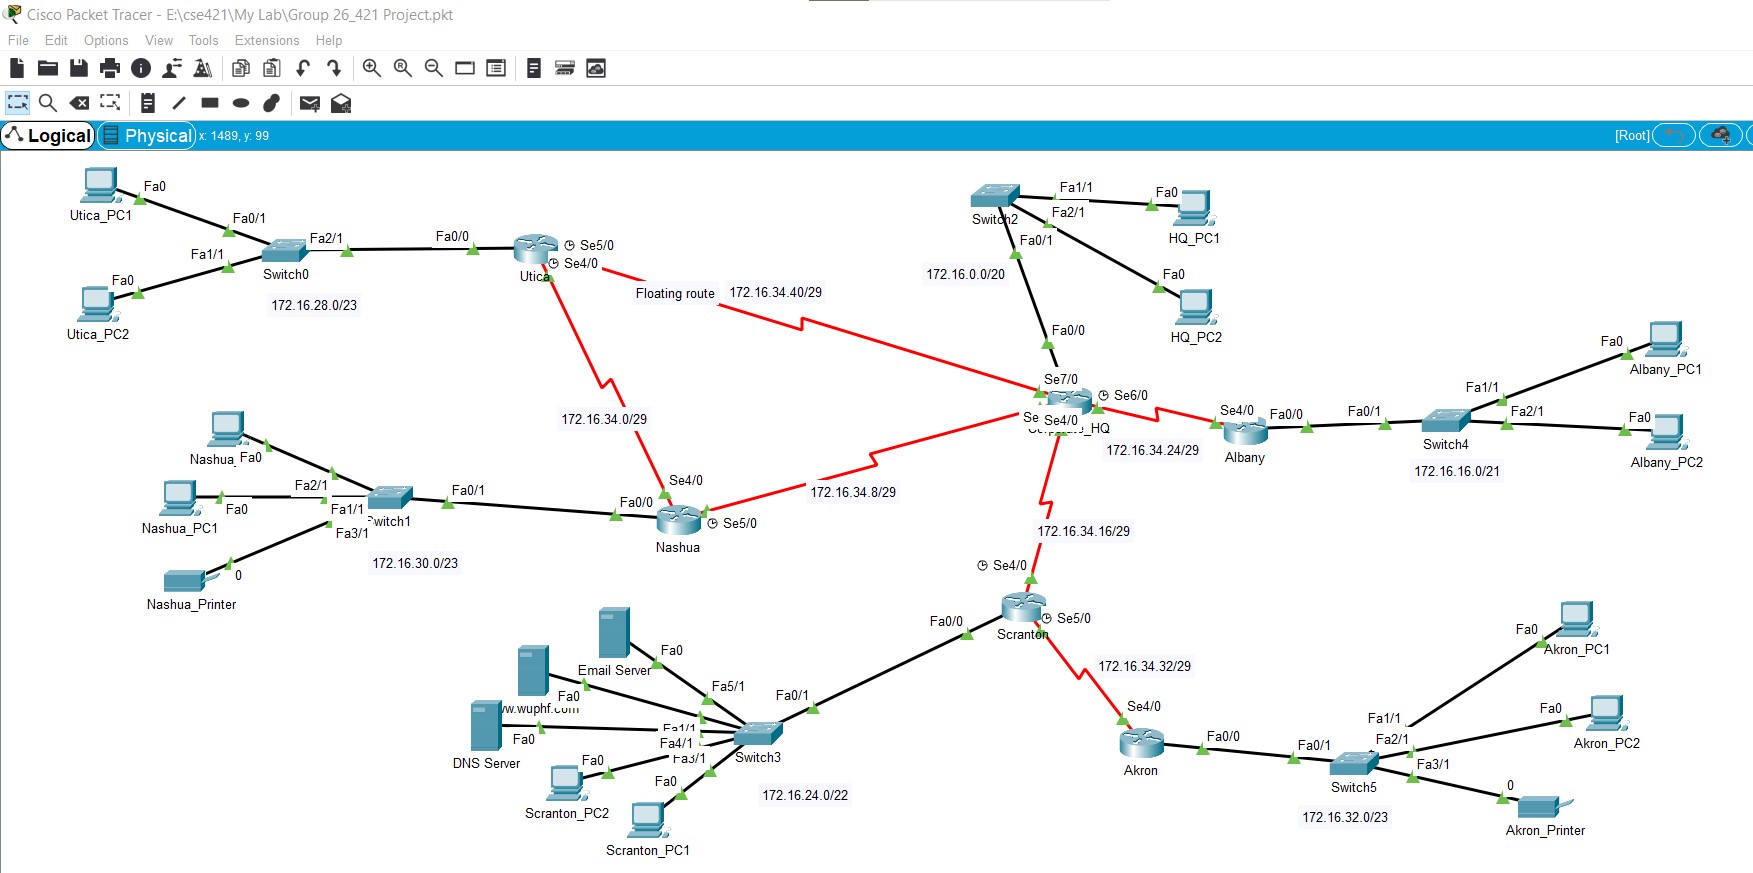 Cisco Packet Tracer - E:\cse421\My Lab\Group 26_421 Project.pkt
File Edit Options View Tools Extensions Help
Logical Physical x: 1489, y: 99 [Root]
Utica_PC1
Fa0
Fa0/1
Fa1/1
Fa2/1
Fa0
Utica_PC2
Switch0
172.16.28.0/23
Fa0/0
Utica
Se5/0
Se4/0
Floating route
172.16.34.40/29
172.16.34.0/29
Switch2
Fa1/1
Fa0
HQ_PC1
Fa2/1
Fa0/1
172.16.0.0/20
Fa0
HQ_PC2
Fa0/0
Se7/0
Se6/0
Se
Se4/0
_HQ
172.16.34.24/29
Se4/0
Fa0/0
Albany
Fa0/1
Fa1/1
Fa2/1
Switch4
172.16.16.0/21
Fa0
Albany_PC1
Fa0
Albany_PC2
Nashua_
Fa0
Fa2/1
Fa0
Nashua_PC1
Fa1/1
Fa3/1
Fa0/1
0
Nashua_Printer
172.16.30.0/23
Fa0/0
Se4/0
Se5/0
Nashua
172.16.34.8/29
172.16.34.16/29
Se4/0
Fa0/0
Scranton
Se5/0
172.16.34.32/29
Email Server
Fa0
Fa0
w.wuphf.com
Fa0
DNS Server
Fa5/1
Fa0/1
Fa1/1
Fa4/1
Fa3/1
Switch3
Fa0
Scranton_PC2
Fa0
Scranton_PC1
172.16.24.0/22
Se4/0
Fa0/0
Akron
Fa0/1
Fa1/1
Fa2/1
Fa3/1
Switch5
172.16.32.0/23
Fa0
Akron_PC1
Fa0
Akron_PC2
0
Akron_Printer